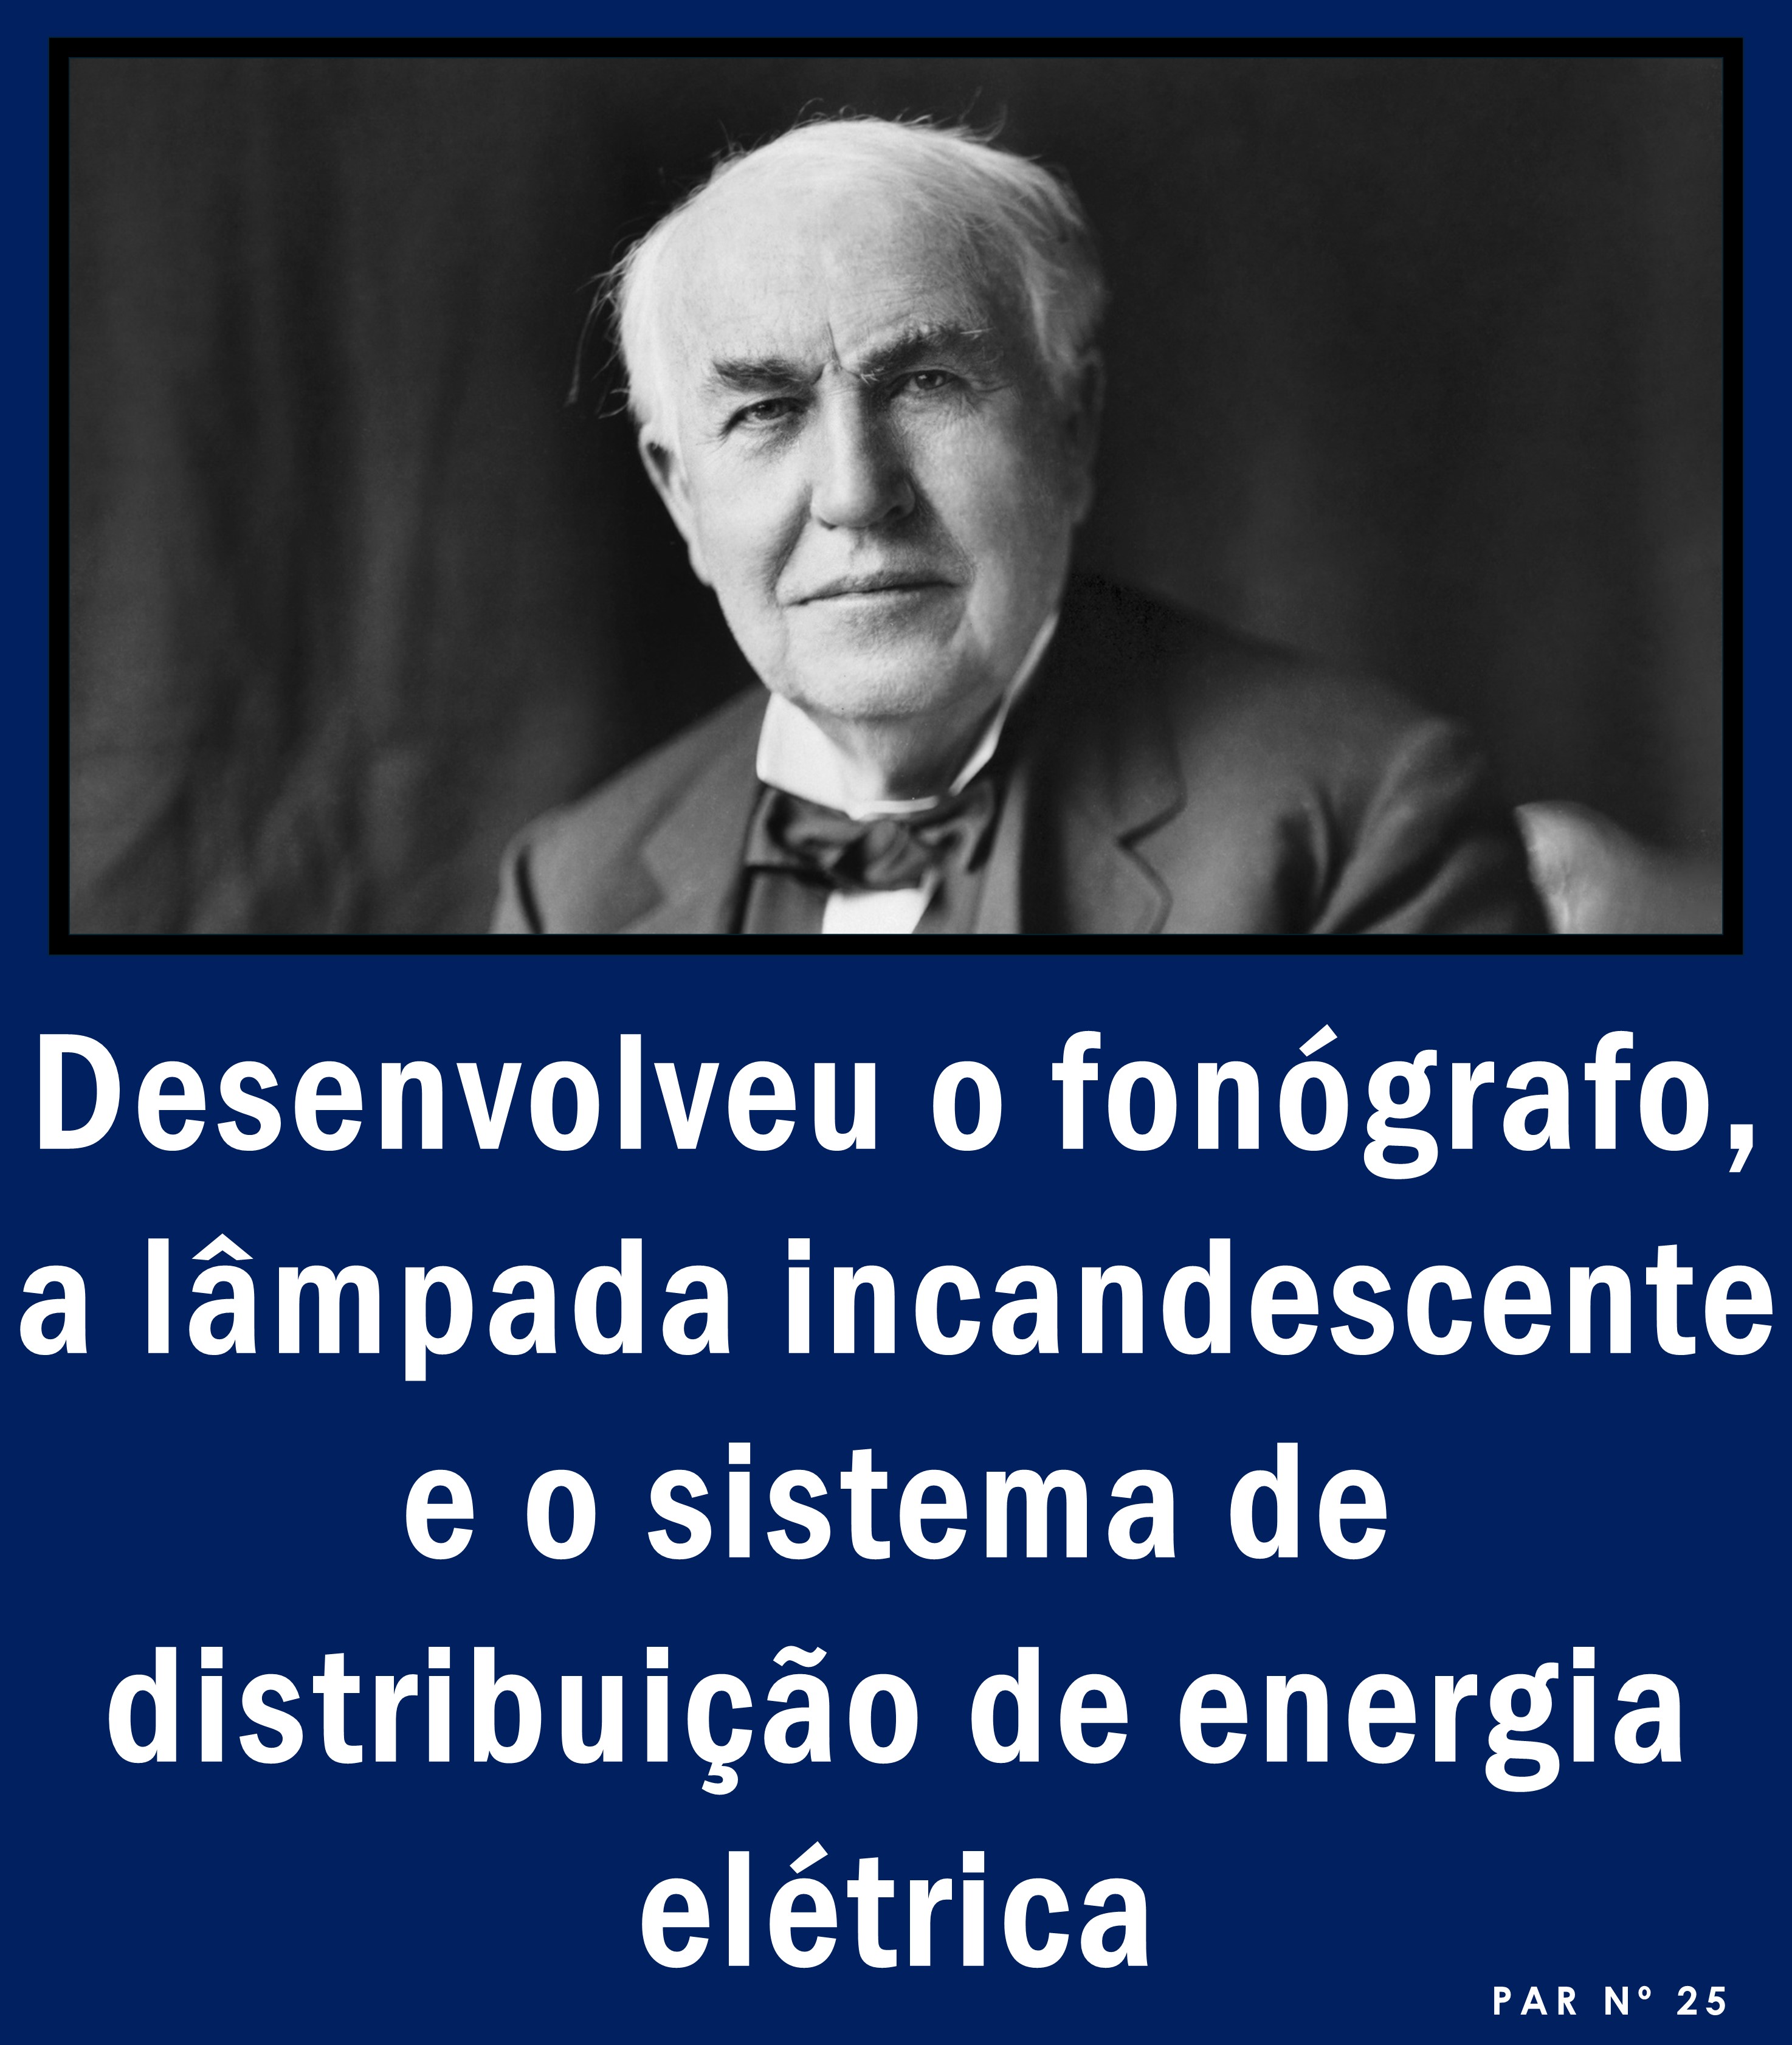 Desenvolveu o fonógrafo,
a lâmpada incandescente
e o sistema de
distribuição de energia
elétrica
PAR Nº 25